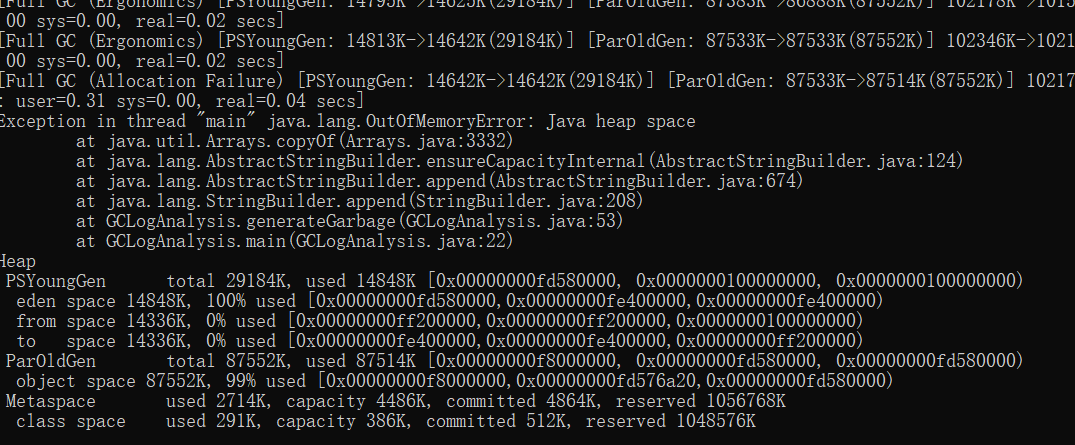 [Full GC (Ergonomics) [PSYoungGen: 14795K->14625K(29184K)] [ParOldGen: 87383K->86888K(87552K)] 102178K->1015
00 sys=0.00, real=0.02 secs]
[Full GC (Ergonomics) [PSYoungGen: 14813K->14642K(29184K)] [ParOldGen: 87533K->87533K(87552K)] 102346K->1021
00 sys=0.00, real=0.02 secs]
[Full GC (Allocation Failure) [PSYoungGen: 14642K->14642K(29184K)] [ParOldGen: 87533K->87514K(87552K)] 10217
: user=0.31 sys=0.00, real=0.04 secs]
Exception in thread "main" java.lang.OutOfMemoryError: Java heap space
        at java.util.Arrays.copyOf(Arrays.java:3332)
        at java.lang.AbstractStringBuilder.ensureCapacityInternal(AbstractStringBuilder.java:124)
        at java.lang.AbstractStringBuilder.append(AbstractStringBuilder.java:674)
        at java.lang.StringBuilder.append(StringBuilder.java:208)
        at GCLogAnalysis.generateGarbage(GCLogAnalysis.java:53)
        at GCLogAnalysis.main(GCLogAnalysis.java:22)
Heap
 PSYoungGen      total 29184K, used 14848K [0x00000000fd580000, 0x0000000100000000, 0x0000000100000000)
  eden space 14848K, 100% used [0x00000000fd580000,0x00000000fe400000,0x00000000fe400000)
  from space 14336K, 0% used [0x00000000ff200000,0x00000000ff200000,0x0000000100000000)
  to   space 14336K, 0% used [0x00000000fe400000,0x00000000fe400000,0x00000000ff200000)
 ParOldGen       total 87552K, used 87514K [0x00000000f8000000, 0x00000000fd580000, 0x00000000fd580000)
  object space 87552K, 99% used [0x00000000f8000000,0x00000000fd576a20,0x00000000fd580000)
 Metaspace       used 2714K, capacity 4486K, committed 4864K, reserved 1056768K
  class space    used 291K, capacity 386K, committed 512K, reserved 1048576K